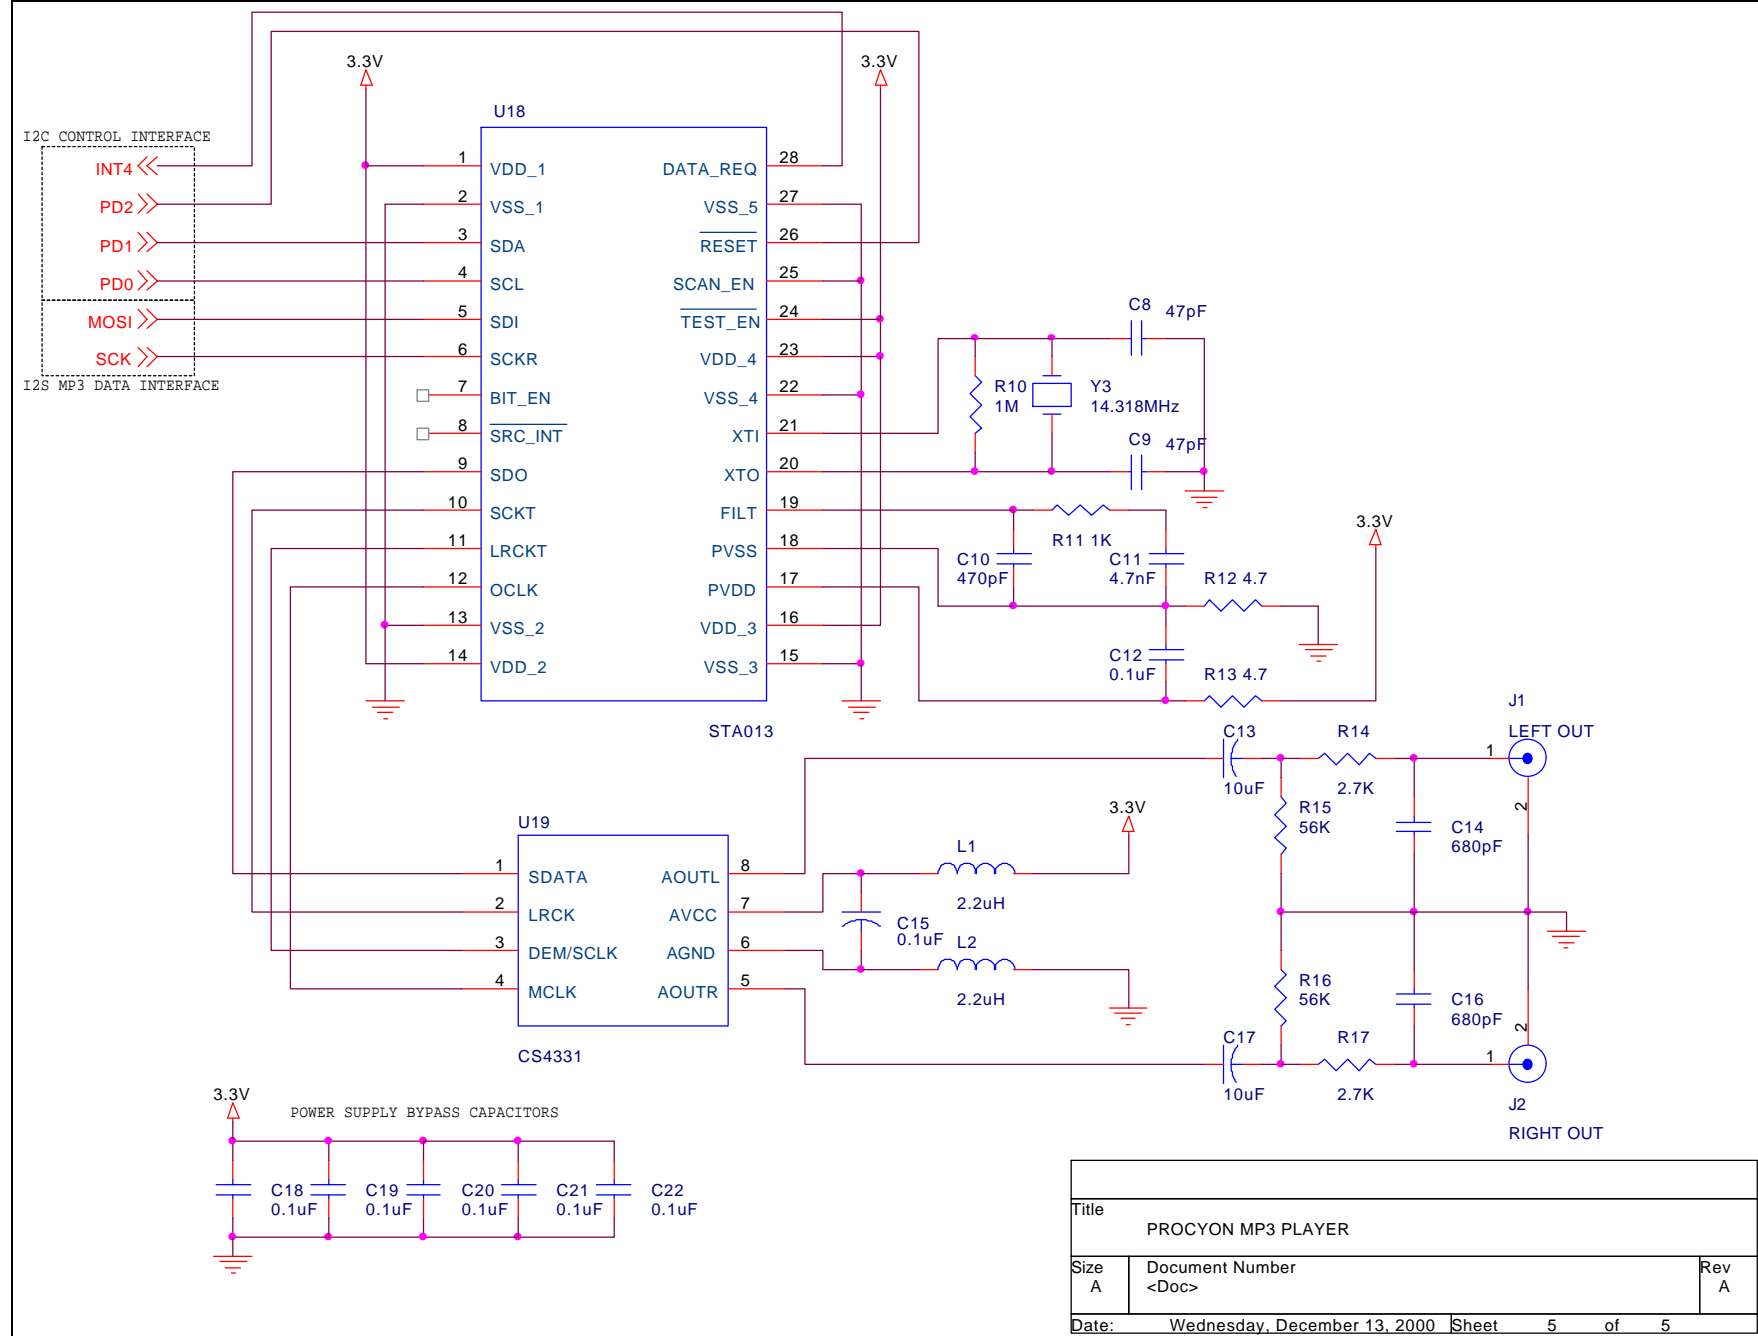 3.3V
3.3V
U18
I2C CONTROL INTERFACE
INT4
PD2
PD1
PD0
MOSI
SCK
I2S MP3 DATA INTERFACE
1 VDD_1
2 VSS_1
3 SDA
4 SCL
5 SDI
6 SCKR
7 BIT_EN
8 SRC_INT
9 SDO
10 SCKT
11 LRCKT
12 OCLK
13 VSS_2
14 VDD_2
DATA_REQ 28
VSS_5 27
RESET 26
SCAN_EN 25
TEST_EN 24
VDD_4 23
VSS_4 22
XTI 21
XTO 20
FILT 19
PVSS 18
PVDD 17
VDD_3 16
VSS_3 15
STA013
C8 47pF
R10
1M
Y3
14.318MHz
C9 47pF
R11 1K
C10
470pF
C11
4.7nF
R12 4.7
3.3V
C12
0.1uF
R13 4.7
J1
LEFT OUT
C13
10uF
R14
2.7K
1
2
R15
56K
C14
680pF
3.3V
U19
1 SDATA
2 LRCK
3 DEM/SCLK
4 MCLK
AOUTL 8
AVCC 7
AGND 6
AOUTR 5
CS4331
L1
2.2uH
C15
0.1uF
L2
2.2uH
R16
56K
C16
680pF
C17
10uF
R17
2.7K
2
1
J2
RIGHT OUT
3.3V
POWER SUPPLY BYPASS CAPACITORS
C18
0.1uF
C19
0.1uF
C20
0.1uF
C21
0.1uF
C22
0.1uF
Title
PROCYON MP3 PLAYER
Size
A
Document Number
<Doc>
Rev
A
Date: Wednesday, December 13, 2000 Sheet 5 of 5